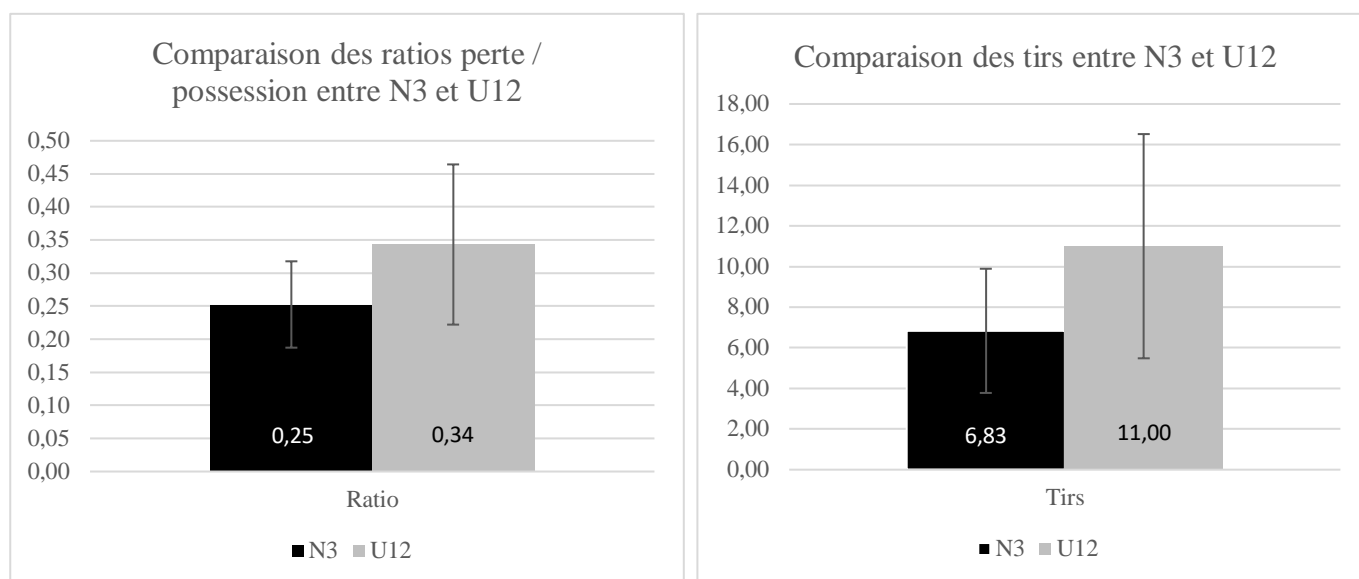 Comparaison des ratios perte /
possession entre N3 et U12
0,50
0,45
0,40
0,35
0,30
0,25
0,20
0,15
0,10
0,05
0,00
0,25
0,34
Ratio
N3
U12
Comparaison des tirs entre N3 et U12
18,00
16,00
14,00
12,00
10,00
8,00
6,00
4,00
2,00
0,00
6,83
11,00
Tirs
N3
U12